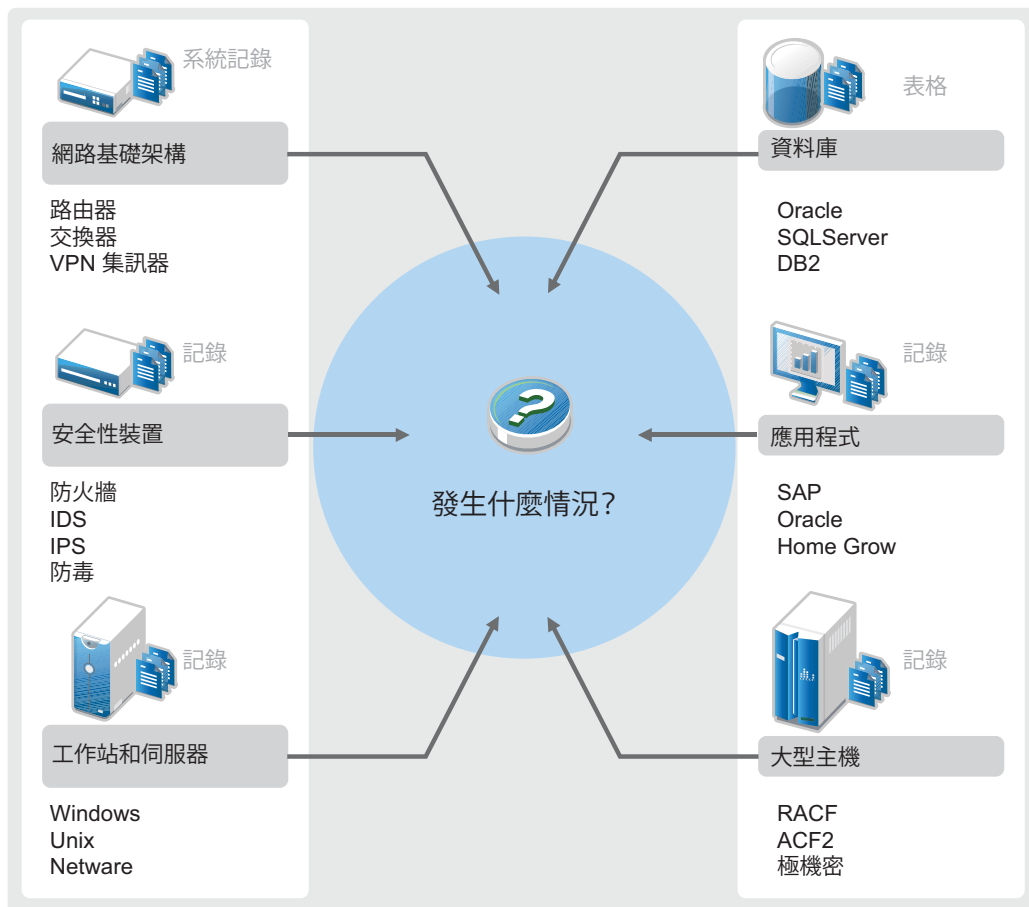 系統記錄
網路基礎架構
路由器
交換器
VPN 集訊器
記錄
安全性裝置
防火牆
IDS
IPS
防毒
記錄
工作站和伺服器
Windows
Unix
Netware
?
發生什麼情況?
表格
資料庫
Oracle
SQLServer
DB2
記錄
應用程式
SAP
Oracle
Home Grow
記錄
大型主機
RACF
ACF2
極機密